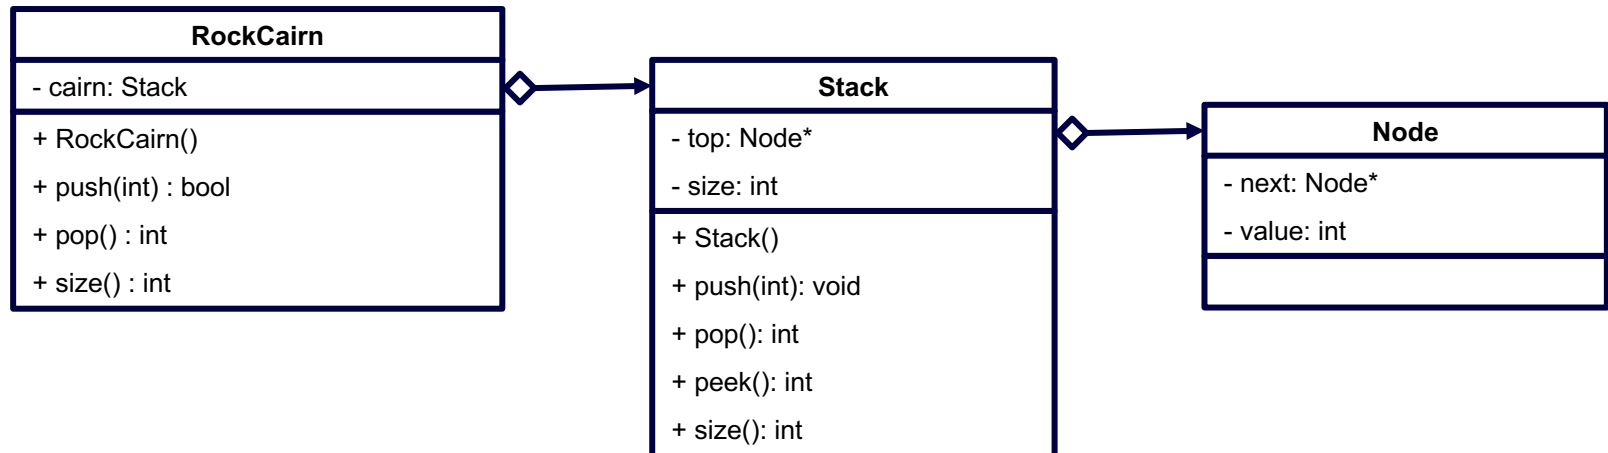 RockCairn
- cairn: Stack
+ RockCairn()
+ push(int) : bool
+ pop() : int
+ size() : int
Stack
- top: Node*
- size: int
+ Stack()
+ push(int): void
+ pop(): int
+ peek(): int
+ size(): int
Node
- next: Node*
- value: int